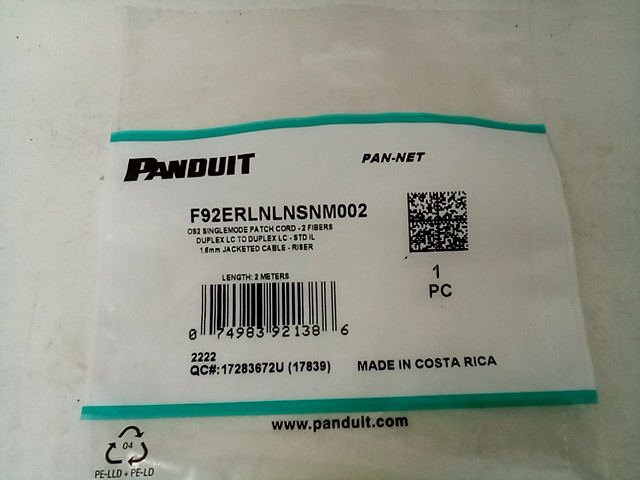 PANDUIT
PAN-NET
F92ERLNLNSNM002
OS2 SINGLEMODE PATCH CORD - 2 FIBERS
DUPLEX LC TO DUPLEX LC - STD IL
1.6mm JACKETED CABLE - RISER
1
PC
LENGTH: 2 METERS
0 74983 92138 6
2222
QC#:17283672U (17839)
MADE IN COSTA RICA
www.panduit.com
04
PE-LLD + PE-LD